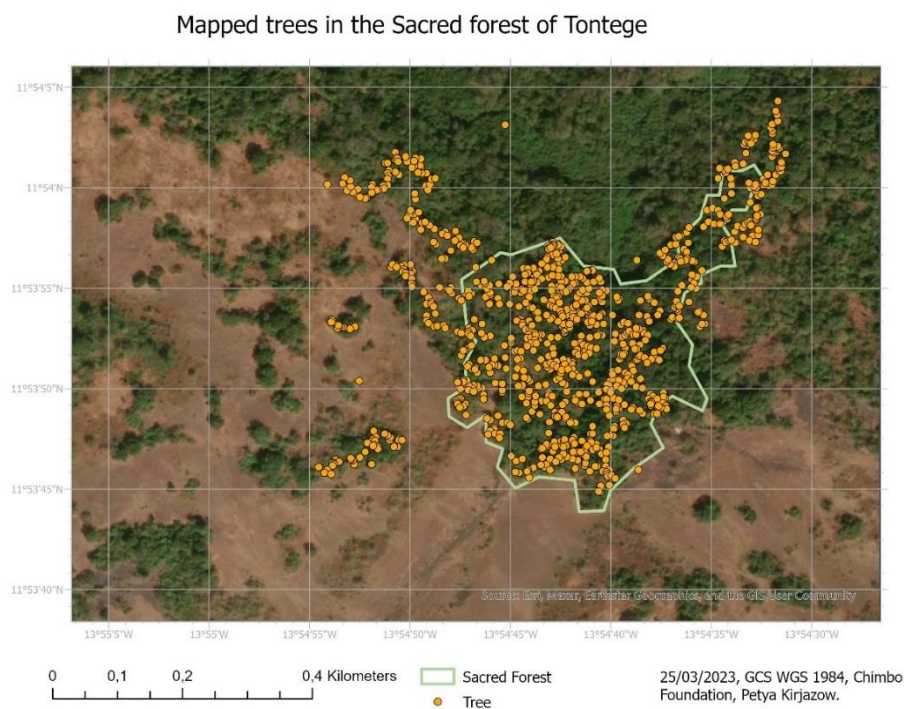 Mapped trees in the Sacred forest of Tontege
11°54'5"N
11°54'N
11°53'55"N
11°53'50"N
11°53'45"N
11°53'40"N
Source: Esri, Maxar, Earthstar Geographics, and the GIS User Community
13°55'5"W
13°55'W
13°54'55"W
13°54'50"W
13°54'45"W
13°54'40"W
13°54'35"W
13°54'30"W
0 0,1 0,2 0,4 Kilometers
Sacred Forest
Tree
25/03/2023, GCS WGS 1984, Chimbo
Foundation, Petya Kirjazow.